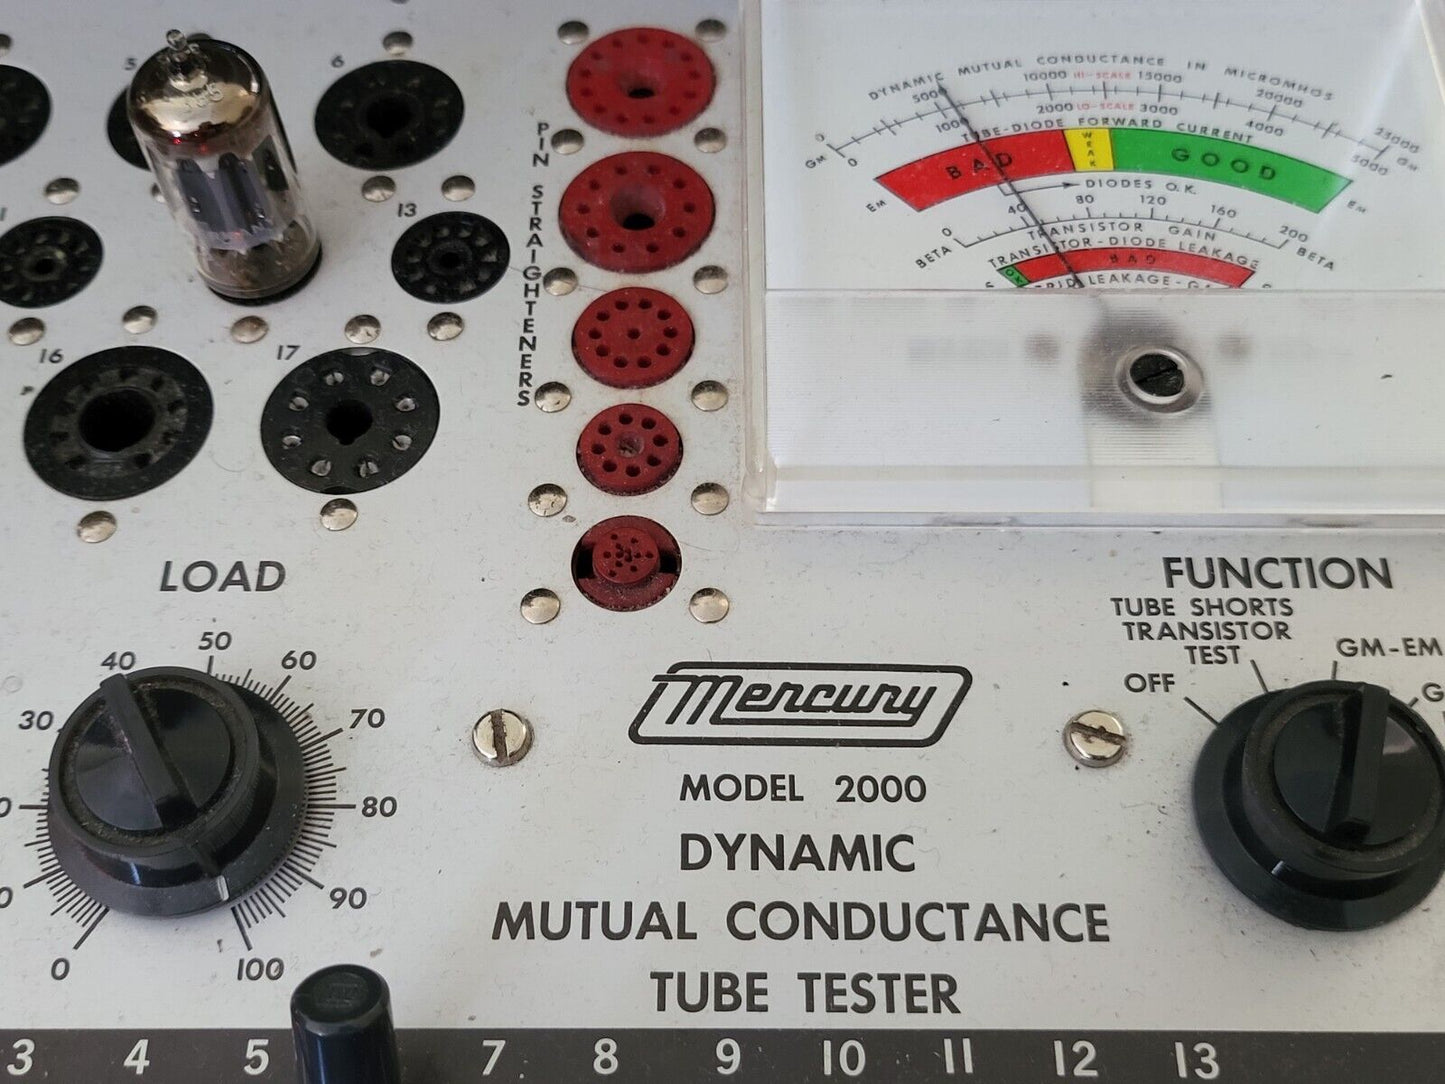 5
6
13
16
17
PIN STRAIGHTENERS
DYNAMIC MUTUAL CONDUCTANCE IN MICROMHOS
5000 10000 HI-SCALE 15000 20000 25000
0
GM
GM
0 1000 2000 LO-SCALE 3000 4000 5000
TUBE-DIODE FORWARD CURRENT
BAD WEAK GOOD
EM
EM
DIODES O.K.
0 40 80 120 160 200
BETA TRANSISTOR GAIN BETA
TRANSISTOR-DIODE LEAKAGE
OK BAD
LEAKAGE-
LOAD
0
30
40
50
60
70
80
90
100
FUNCTION
TUBE SHORTS
TRANSISTOR
TEST
OFF
GM-EM
Mercury
MODEL 2000
DYNAMIC
MUTUAL CONDUCTANCE
TUBE TESTER
3 4 5 7 8 9 10 11 12 13